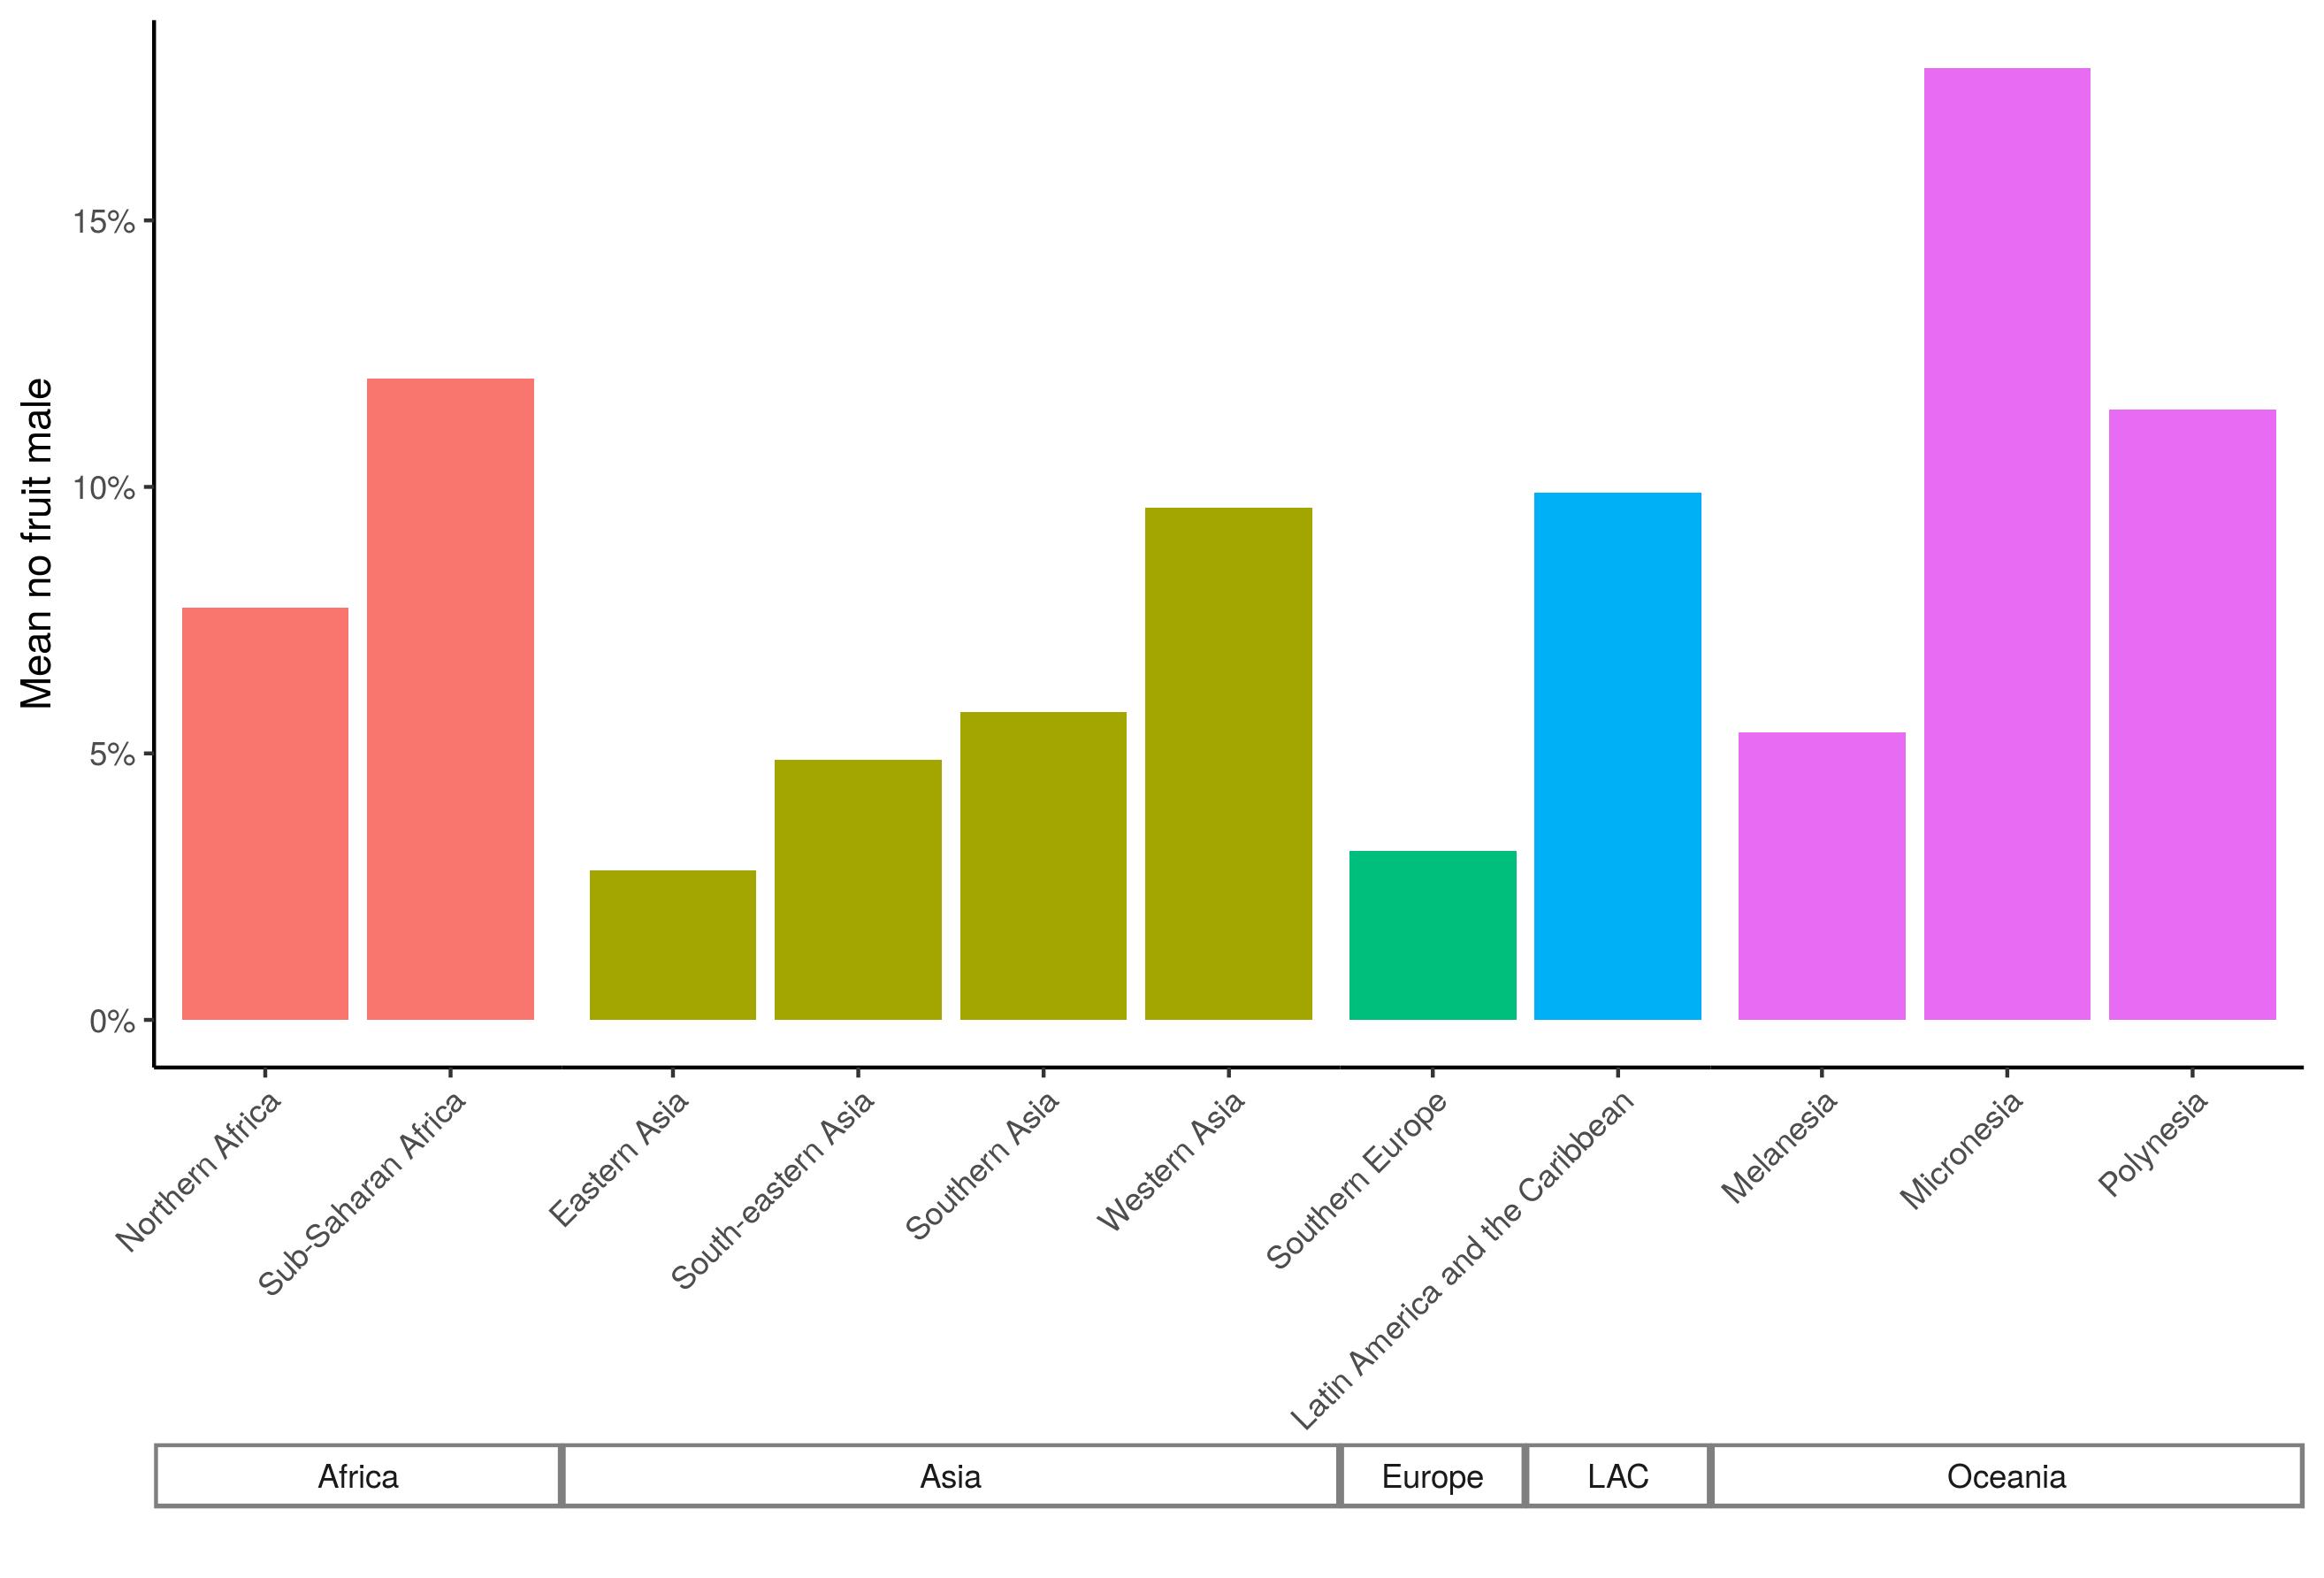 Mean no fruit male
15%
10%
5%
0%
Northern Africa
Sub-Saharan Africa
Eastern Asia
South-eastern Asia
Southern Asia
Western Asia
Southern Europe
Latin America and the Caribbean
Melanesia
Micronesia
Polynesia
Africa
Asia
Europe
LAC
Oceania